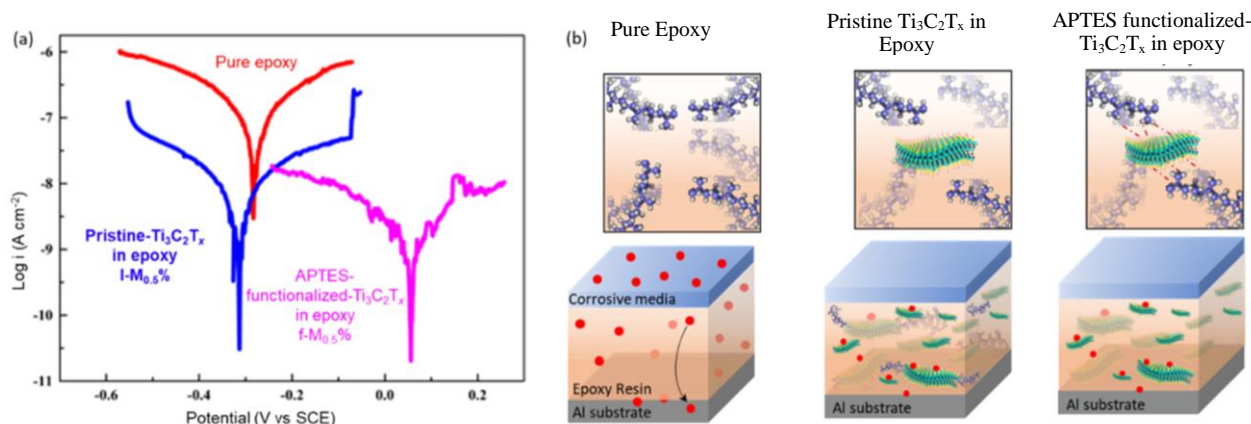 (a)
-6
-7
-8
-9
-10
-11
Log i (A cm⁻²)
-0.6
-0.4
-0.2
0.0
0.2
Potential (V vs SCE)
Pure epoxy
Pristine-Ti₃C₂Tₓ
in epoxy
I-M₀.₅%
APTES-
functionalized-Ti₃C₂Tₓ
in epoxy
f-M₀.₅%
(b)
Pure Epoxy
Pristine Ti₃C₂Tₓ in
Epoxy
APTES functionalized-
Ti₃C₂Tₓ in epoxy
Corrosive media
Epoxy Resin
Al substrate
Al substrate
Al substrate